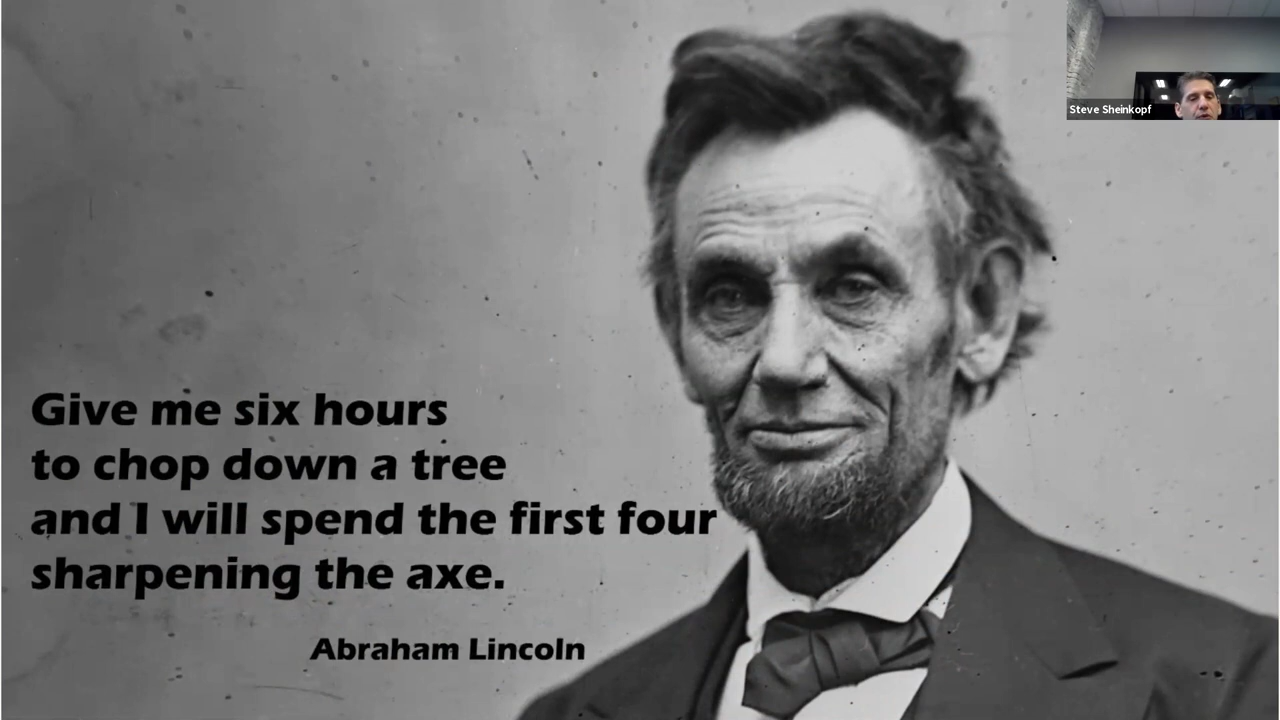 Steve Sheinkopf
Give me six hours
to chop down a tree
and I will spend the first four
sharpening the axe.
Abraham Lincoln